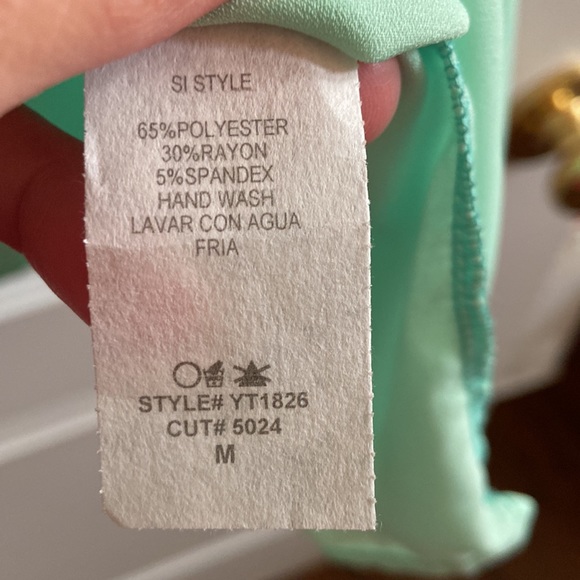 SI STYLE
65%POLYESTER
30%RAYON
5%SPANDEX
HAND WASH
LAVAR CON AGUA
FRIA
STYLE# YT1826
CUT# 5024
M